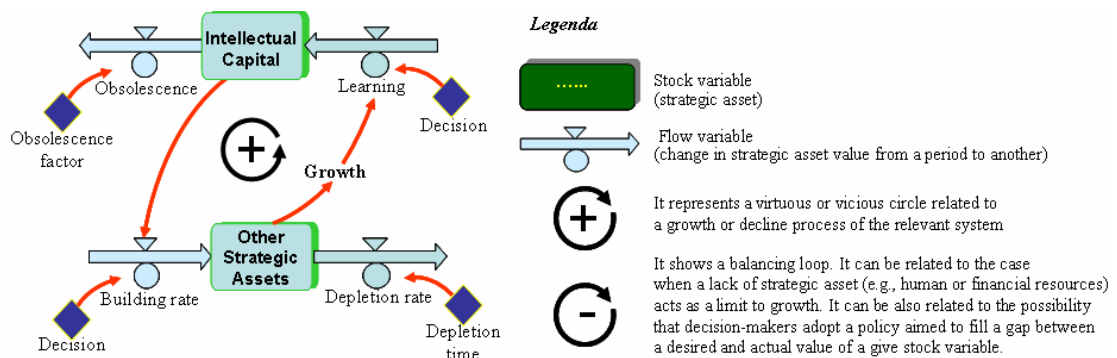 Intellectual
Capital
Obsolescence
Learning
Obsolescence
factor
Decision
Growth
Other
Strategic
Assets
Building rate
Depletion rate
Decision
Depletion
time
Legenda
......
Stock variable
(strategic asset)
Flow variable
(change in strategic asset value from a period to another)
+
+
It represents a virtuous or vicious circle related to
a growth or decline process of the relevant system
-
It shows a balancing loop. It can be related to the case
when a lack of strategic asset (e.g., human or financial resources)
acts as a limit to growth. It can be also related to the possibility
that decision-makers adopt a policy aimed to fill a gap between
a desired and actual value of a give stock variable.